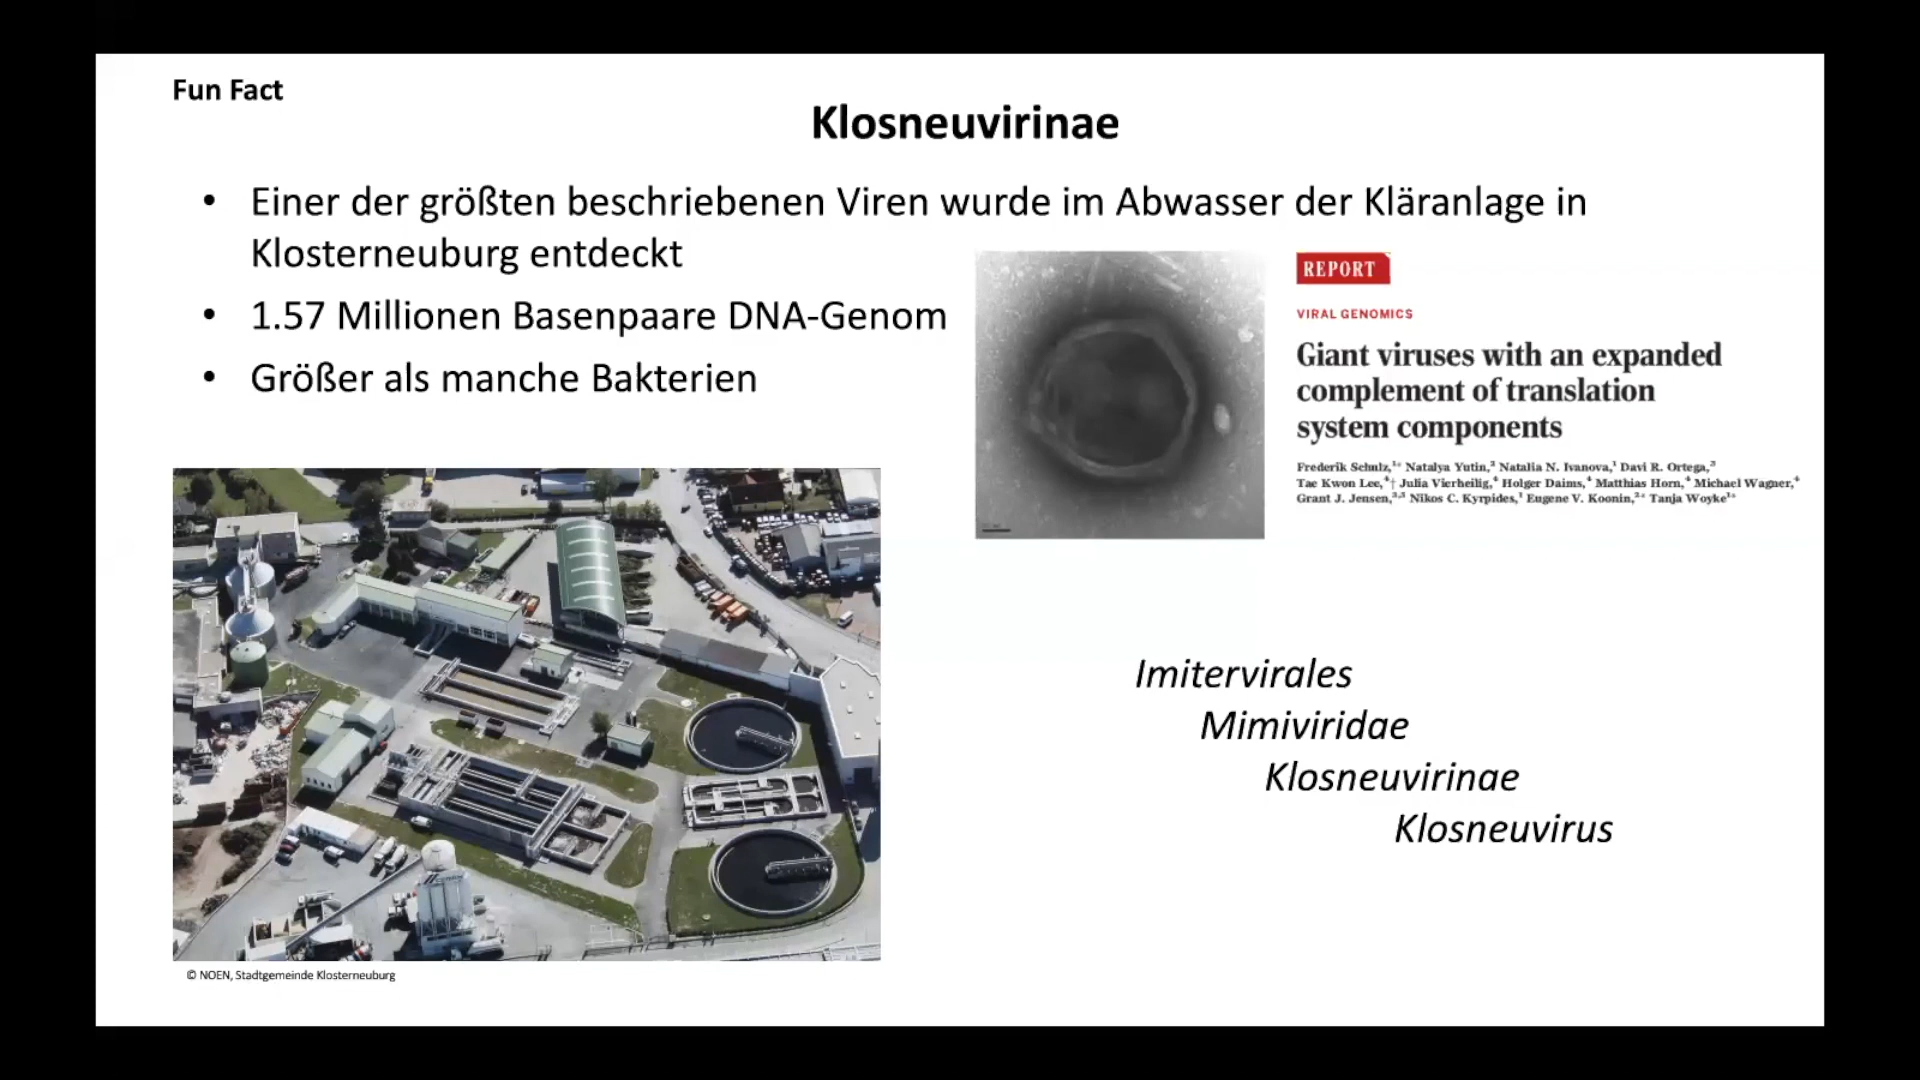 Fun Fact
Klosneuvirinae
• Einer der größten beschriebenen Viren wurde im Abwasser der Kläranlage in
Klosterneuburg entdeckt
• 1.57 Millionen Basenpaare DNA-Genom
• Größer als manche Bakterien
REPORT
VIRAL GENOMICS
Giant viruses with an expanded
complement of translation
system components
Frederik Schulz,¹* Natalya Yutin,² Natalia N. Ivanova,¹ Davi R. Ortega,³
Tae Kwon Lee,⁴† Julia Vierheilig,⁴ Holger Daims,⁴ Matthias Horn,⁴ Michael Wagner,⁴
Grant J. Jensen,³,⁵ Nikos C. Kyrpides,¹ Eugene V. Koonin,²* Tanja Woyke¹*
Imitervirales
Mimiviridae
Klosneuvirinae
Klosneuvirus
© NOEN, Stadtgemeinde Klosterneuburg